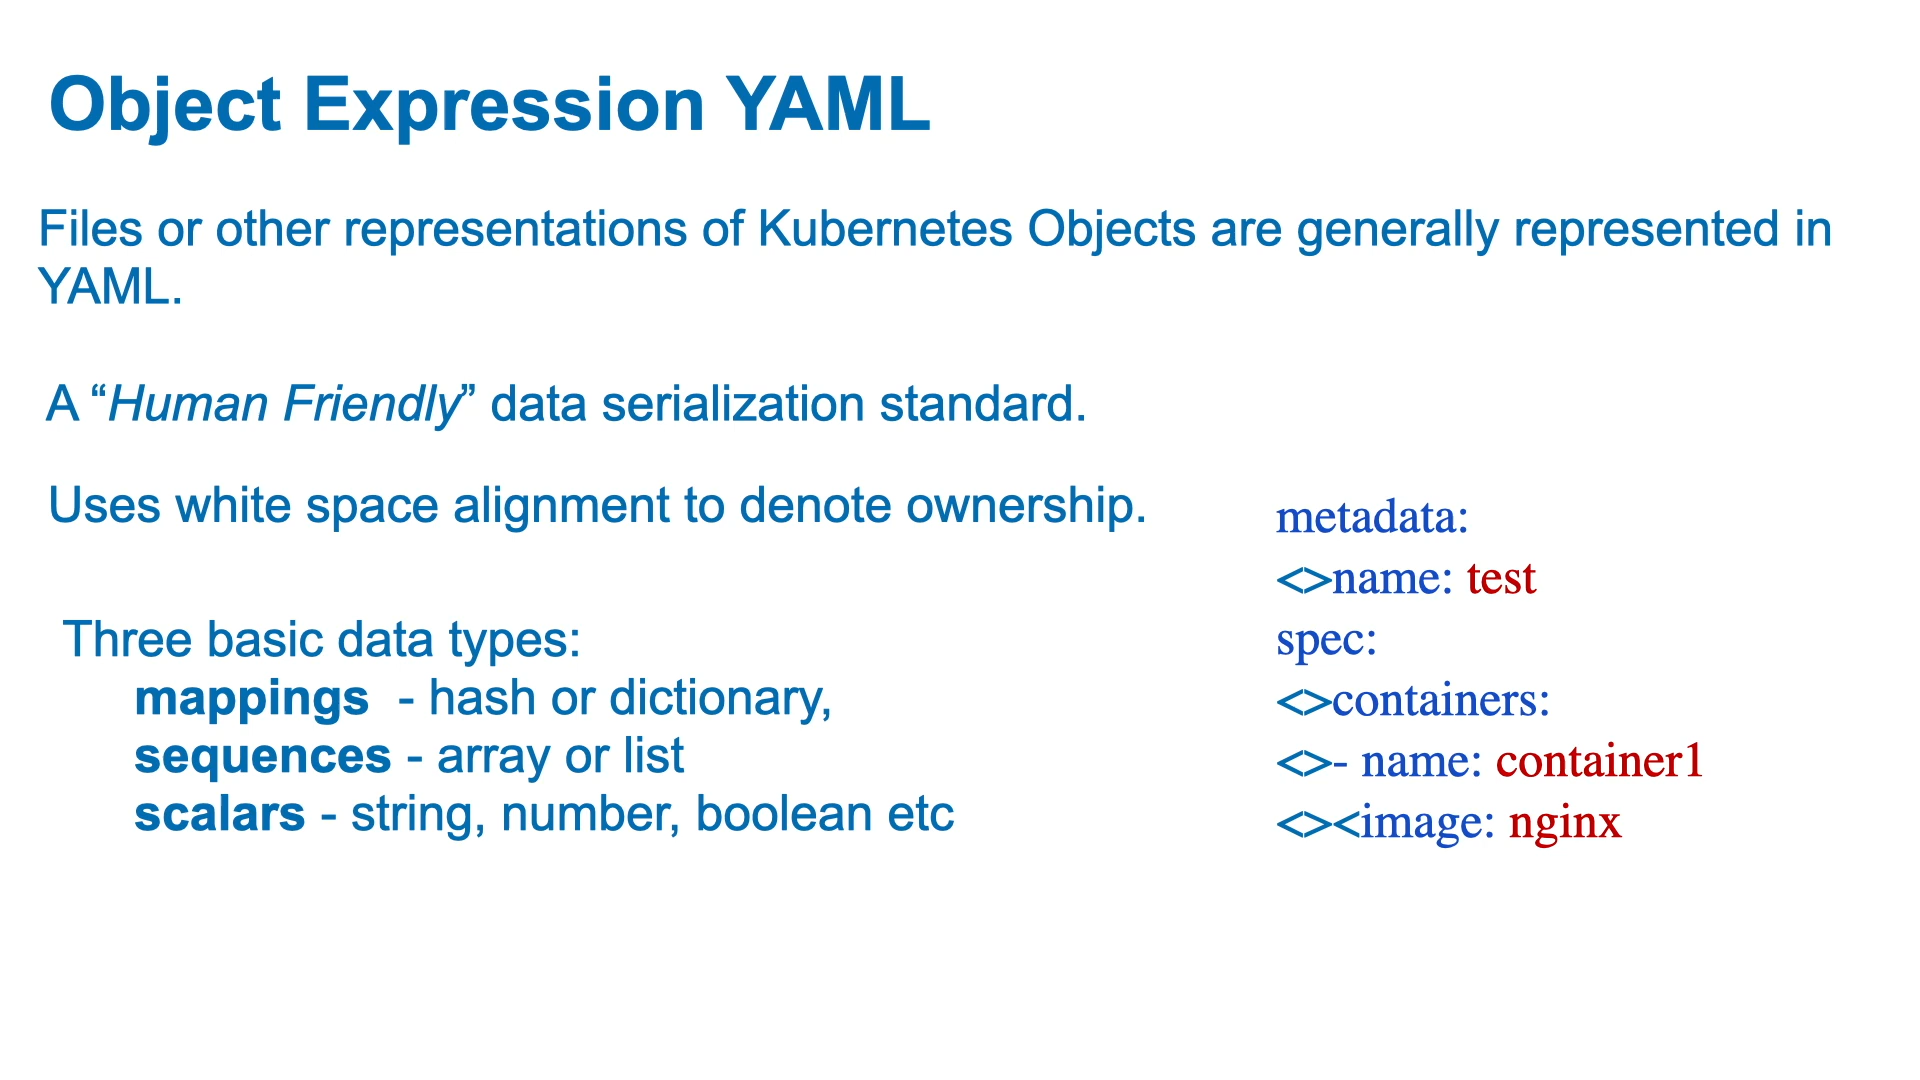 Object Expression YAML
Files or other representations of Kubernetes Objects are generally represented in
YAML.
A “Human Friendly” data serialization standard.
Uses white space alignment to denote ownership.
Three basic data types:
mappings  - hash or dictionary,
sequences - array or list
scalars - string, number, boolean etc
metadata:
<>name: test
spec:
<>containers:
<>- name: container1
<><image: nginx